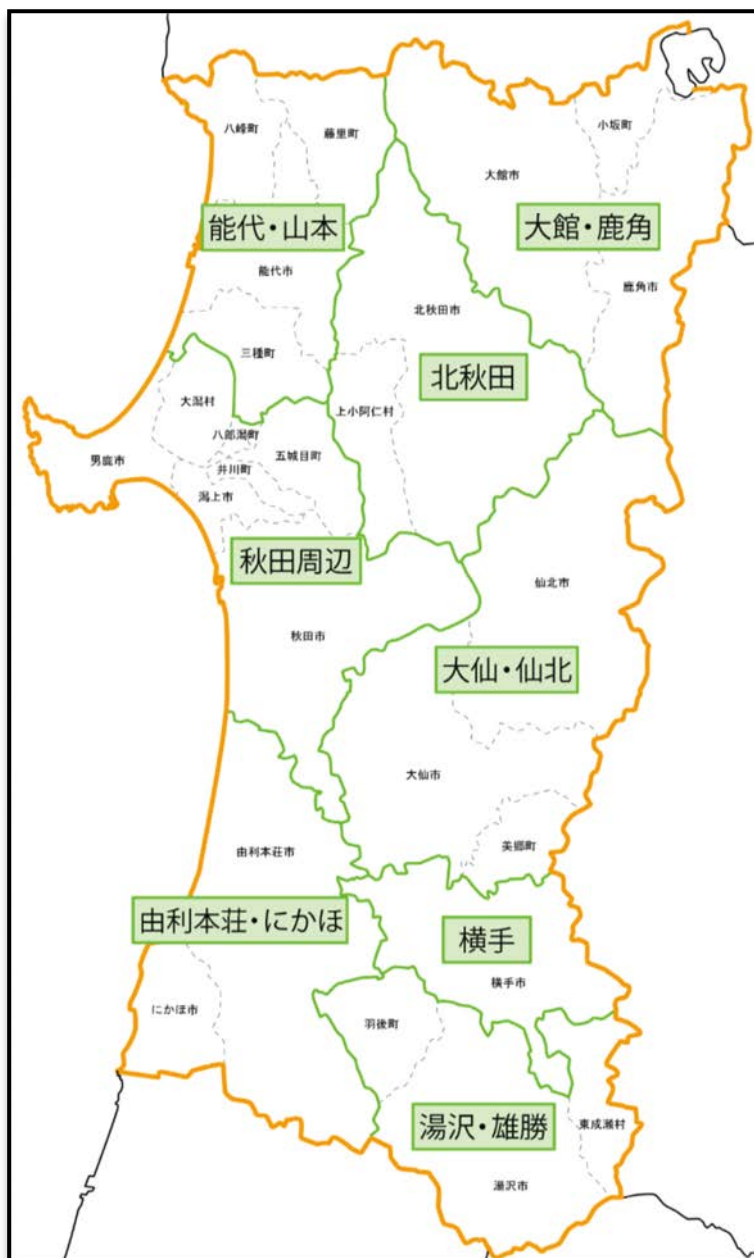 八峰町
藤里町
小坂町
大館市
能代・山本
大館・鹿角
能代市
鹿角市
北秋田市
三種町
北秋田
大潟村
上小阿仁村
八郎潟町
五城目町
男鹿市
井川町
潟上市
秋田周辺
仙北市
秋田市
大仙・仙北
大仙市
美郷町
由利本荘市
由利本荘・にかほ
横手
横手市
にかほ市
羽後町
湯沢・雄勝
東成瀬村
湯沢市